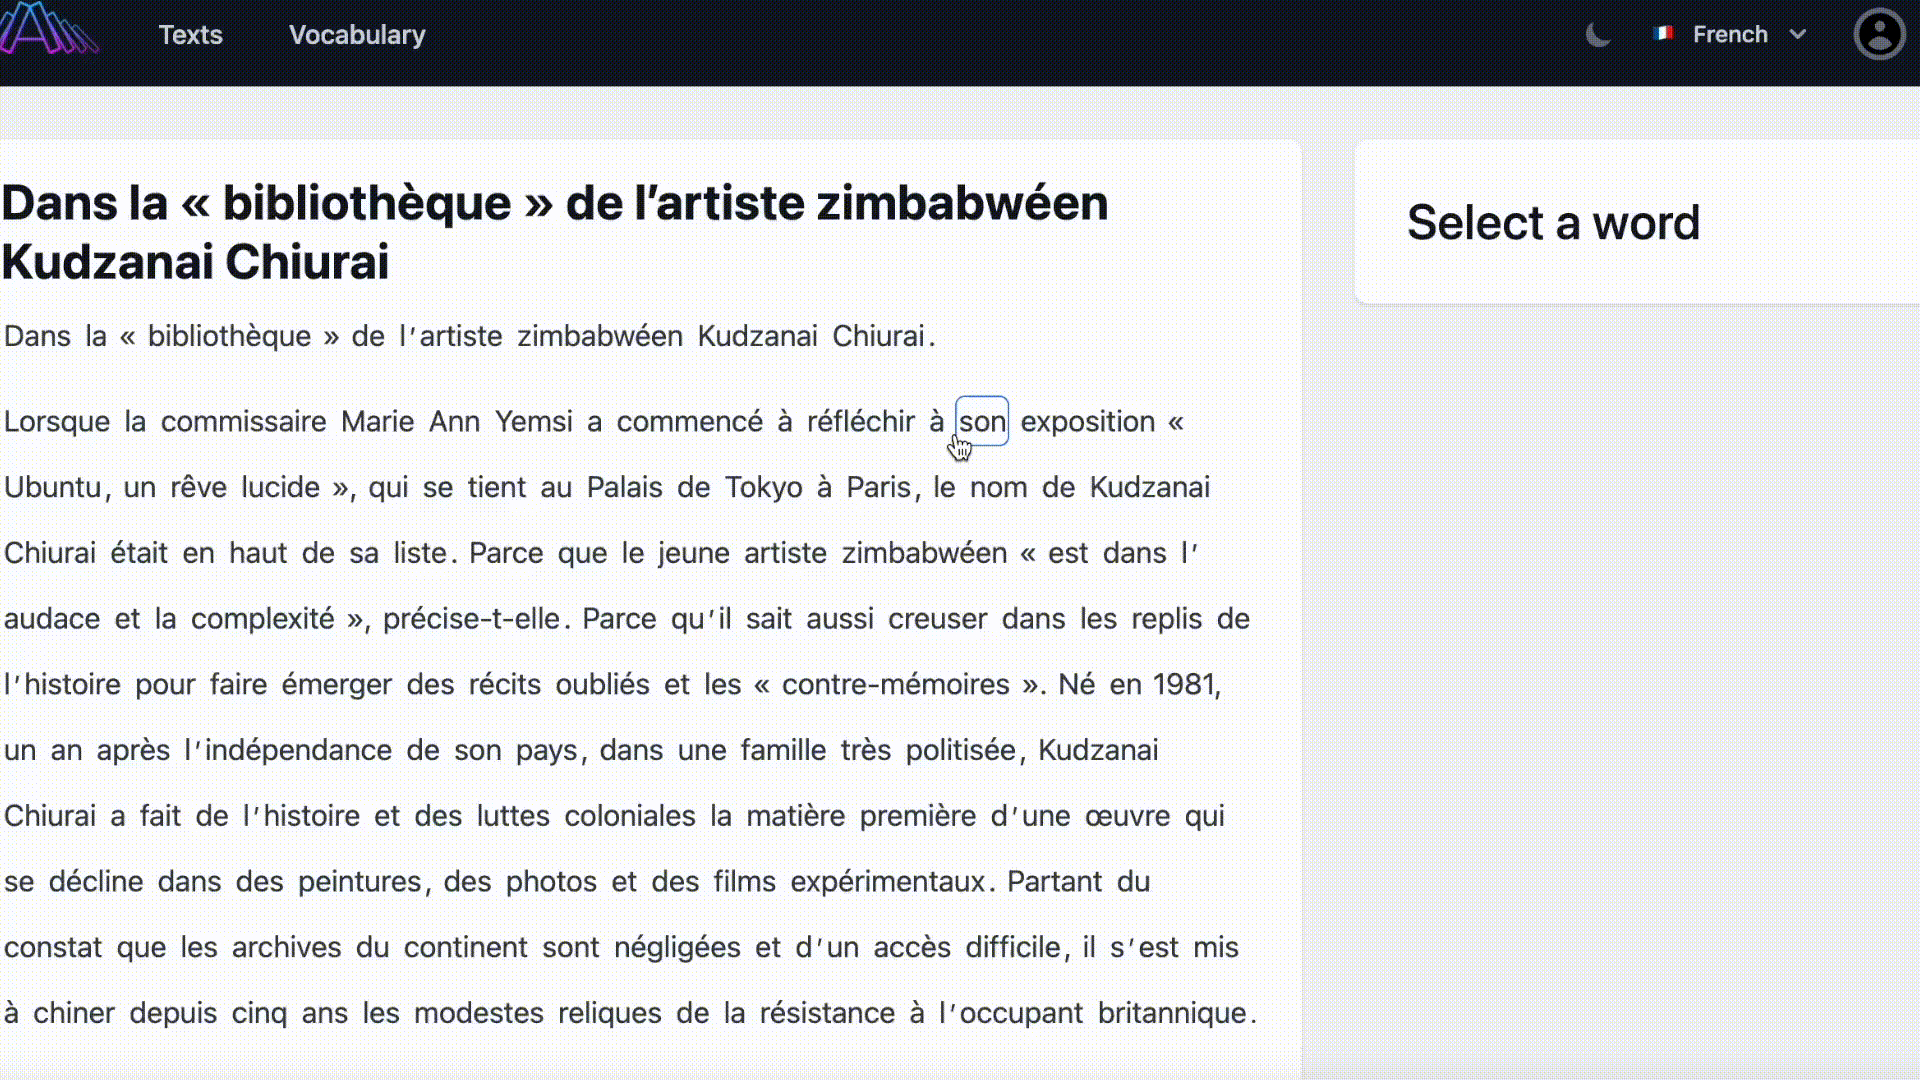 Texts Vocabulary French
Dans la « bibliothèque » de l’artiste zimbabwéen
Kudzanai Chiurai
Select a word
Dans la « bibliothèque » de l’artiste zimbabwéen Kudzanai Chiurai.
Lorsque la commissaire Marie Ann Yemsi a commencé à réfléchir à son exposition «
Ubuntu, un rêve lucide », qui se tient au Palais de Tokyo à Paris, le nom de Kudzanai
Chiurai était en haut de sa liste. Parce que le jeune artiste zimbabwéen « est dans l’
audace et la complexité », précise-t-elle. Parce qu’il sait aussi creuser dans les replis de
l’histoire pour faire émerger des récits oubliés et les « contre-mémoires ». Né en 1981,
un an après l’indépendance de son pays, dans une famille très politisée, Kudzanai
Chiurai a fait de l’histoire et des luttes coloniales la matière première d’une œuvre qui
se décline dans des peintures, des photos et des films expérimentaux. Partant du
constat que les archives du continent sont négligées et d’un accès difficile, il s’est mis
à chiner depuis cinq ans les modestes reliques de la résistance à l’occupant britannique.